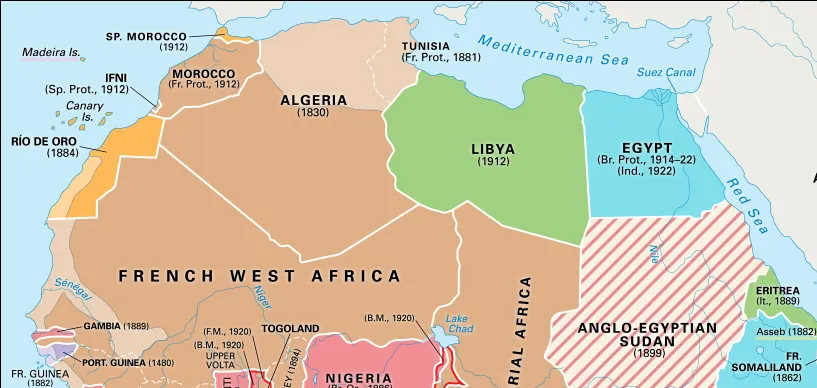 SP. MOROCCO
(1912)
Madeira Is.
TUNISIA
(Fr. Prot., 1881)
Mediterranean Sea
Suez Canal
IFNI
(Sp. Prot., 1912)
MOROCCO
(Fr. Prot., 1912)
Canary
Is.
ALGERIA
(1830)
RÍO DE ORO
(1884)
LIBYA
(1912)
EGYPT
(Br. Prot., 1914–22)
(Ind., 1922)
Red Sea
Nile
FRENCH WEST AFRICA
Sénégal
Niger
ERITREA
(It., 1889)
GAMBIA (1889)
(F.M., 1920)
TOGOLAND
(B.M., 1920)
Lake
Chad
RIAL AFRICA
ANGLO-EGYPTIAN
SUDAN
(1899)
Asseb (1882)
PORT. GUINEA (1480)
(B.M., 1920)
UPPER
VOLTA
EY (1894)
FR. GUINEA
(1882)
NIGERIA
FR.
SOMALILAND
(1862)